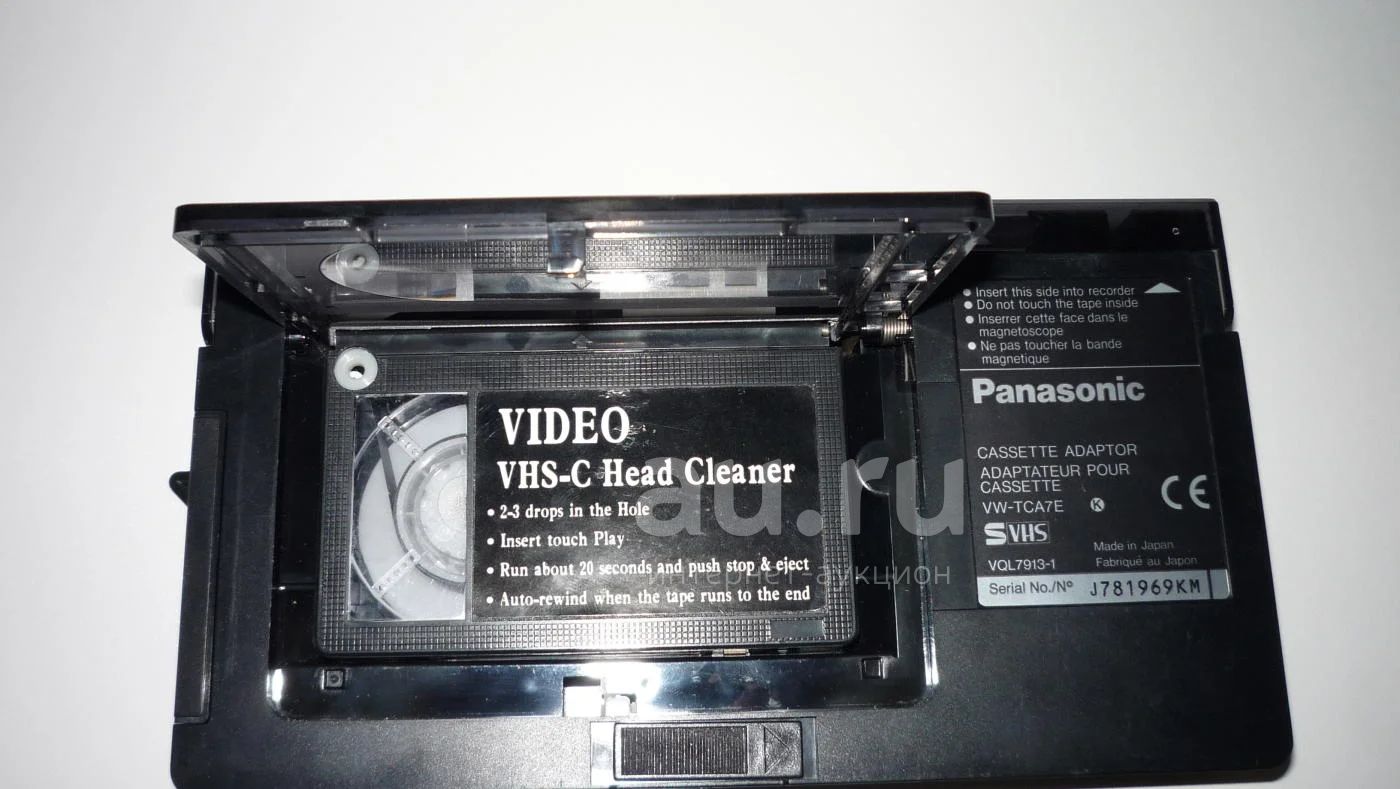 VIDEO
VHS-C Head Cleaner
• 2-3 drops in the Hole
• Insert touch Play
• Run about 20 seconds and push stop & eject
• Auto-rewind when the tape runs to the end
• Insert this side into recorder
• Do not touch the tape inside
• Inserrer cette face dans le
magnetoscope
• Ne pas toucher la bande
magnetique
Panasonic
CASSETTE ADAPTOR
ADAPTATEUR POUR
CASSETTE
VW-TCA7E K
CE
S VHS
Made in Japan
VQL7913-1 Fabriqué au Japon
Serial No./Nº J781969KM
au.ru
интернет-аукцион